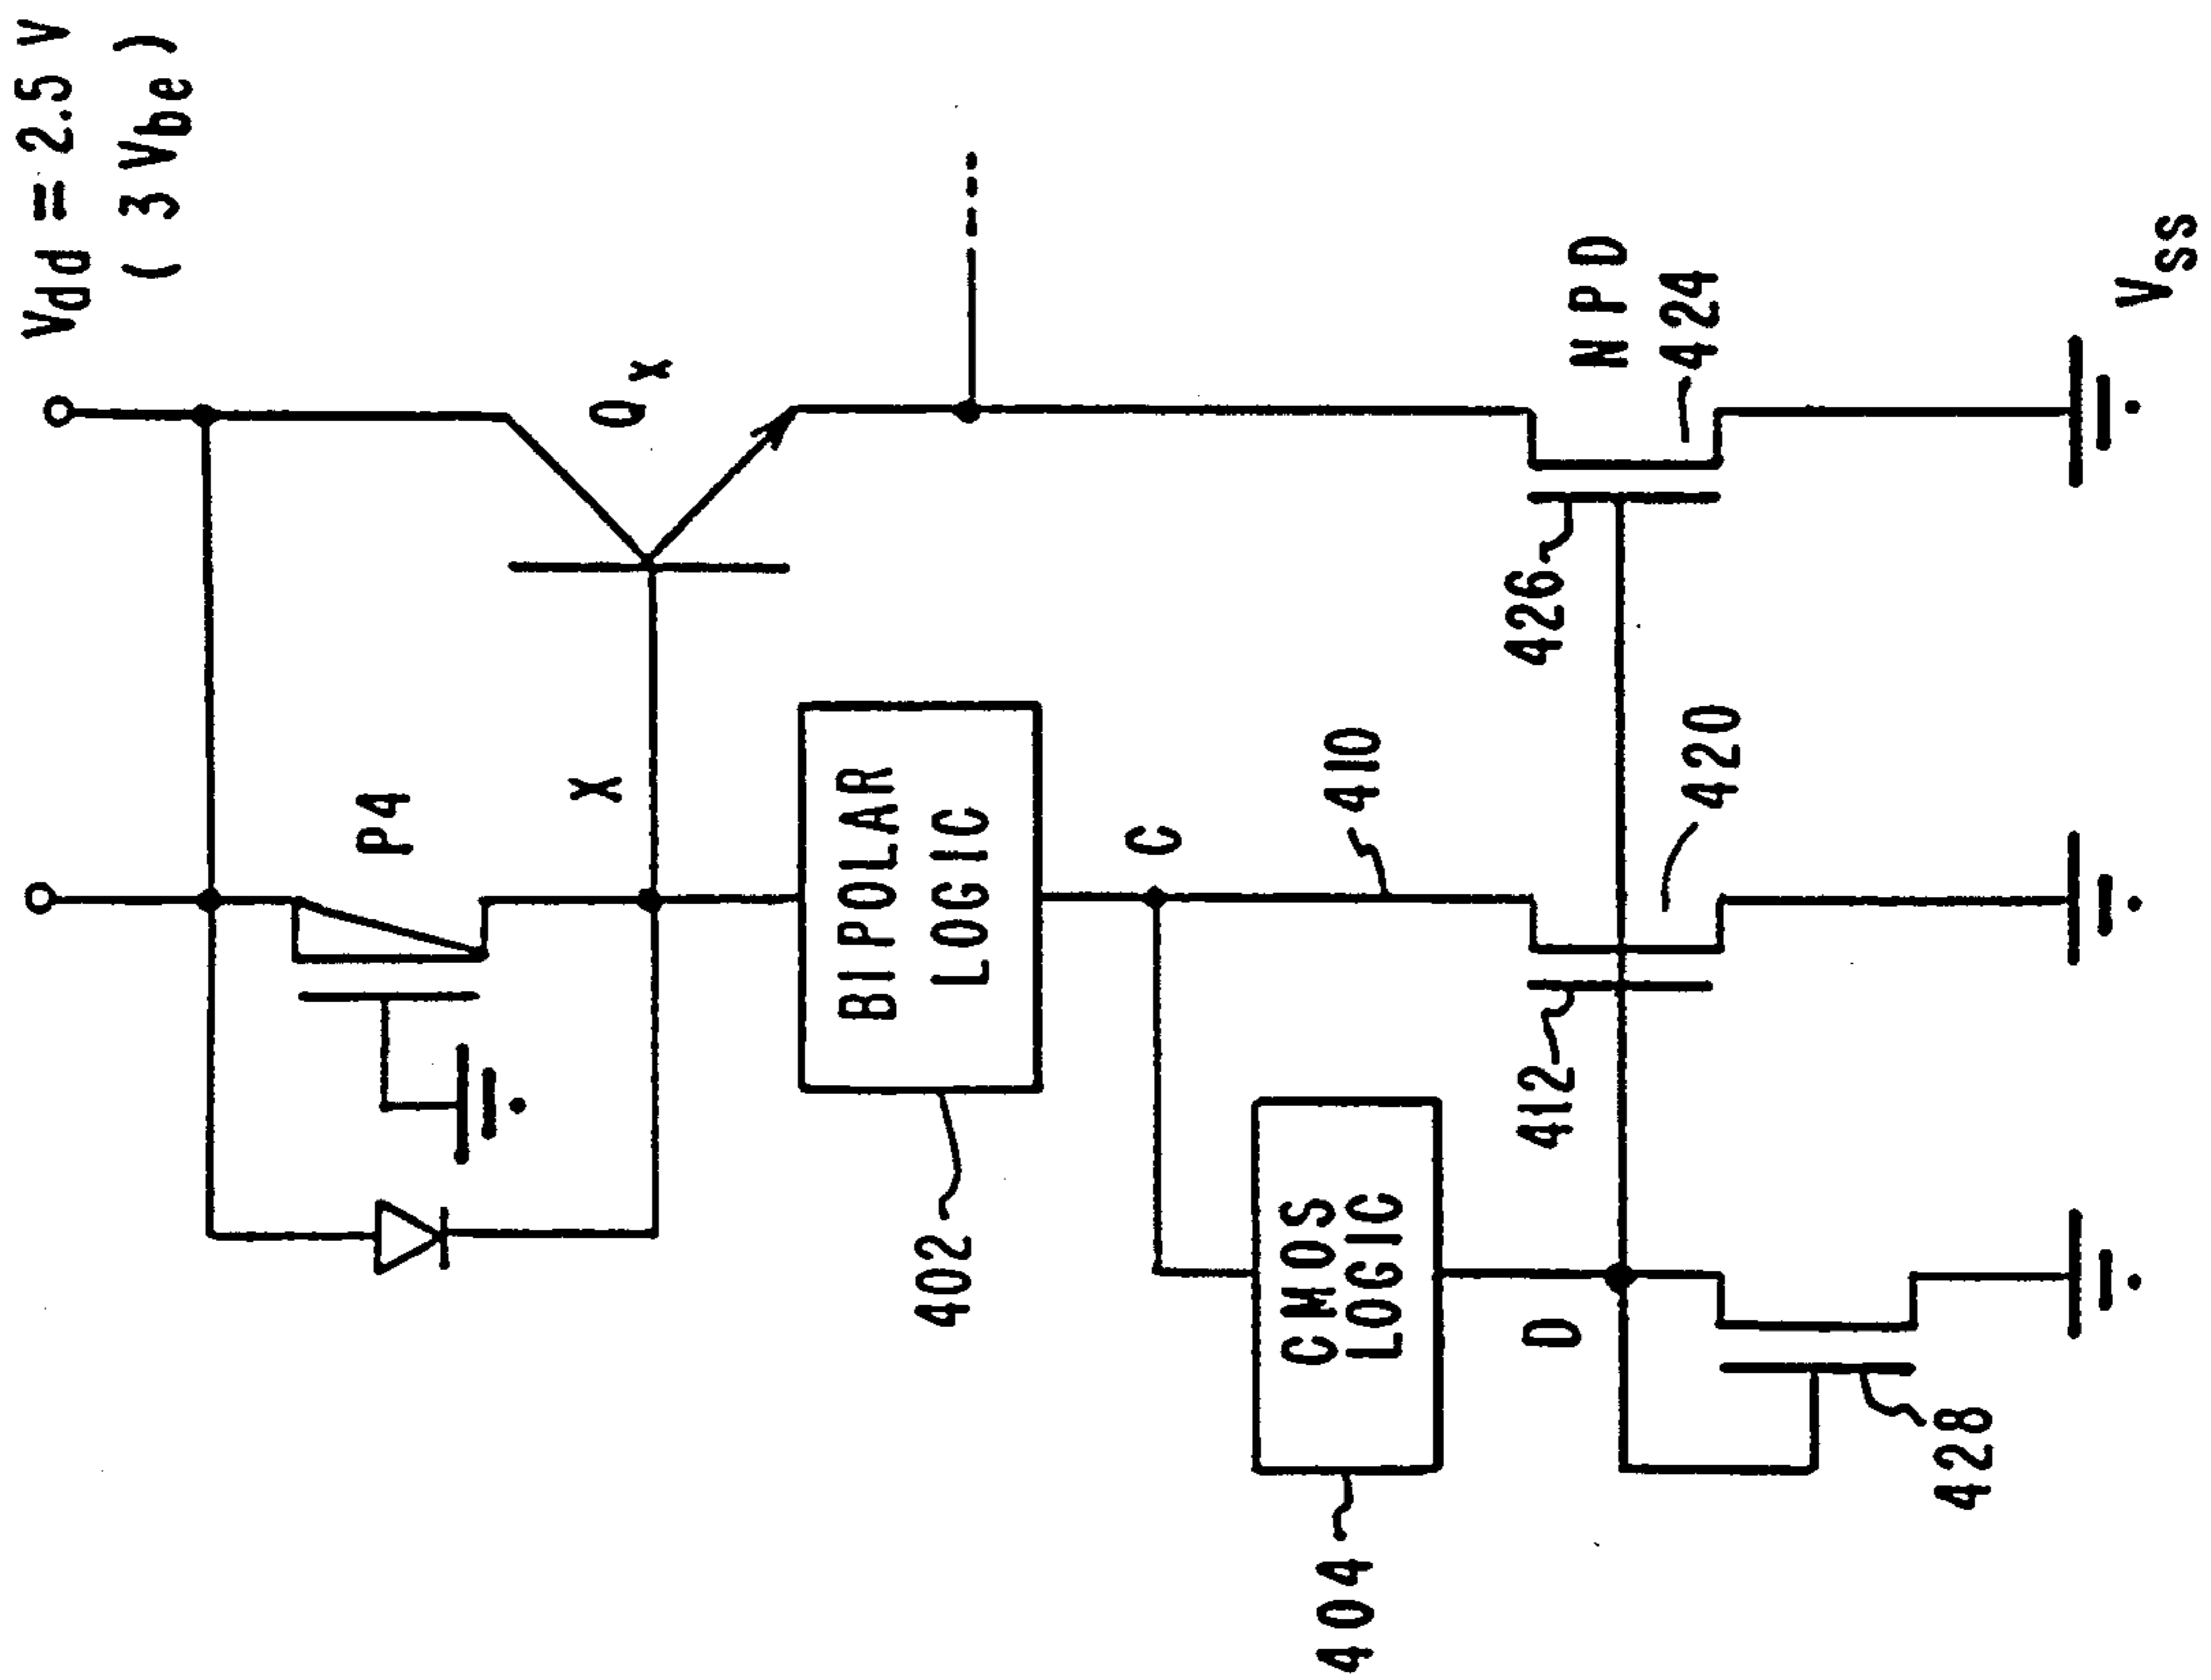 Vdd = 2.5 V
( 3 Vbe )
P4
X
Qx
BIPOLAR
LOGIC
402
C
410
CMOS
LOGIC
404
D
412
420
426
NPD
424
428
Vss